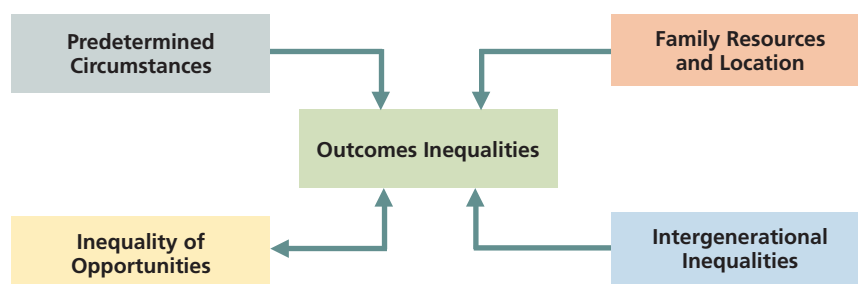 Predetermined
Circumstances
Family Resources
and Location
Outcomes Inequalities
Inequality of
Opportunities
Intergenerational
Inequalities